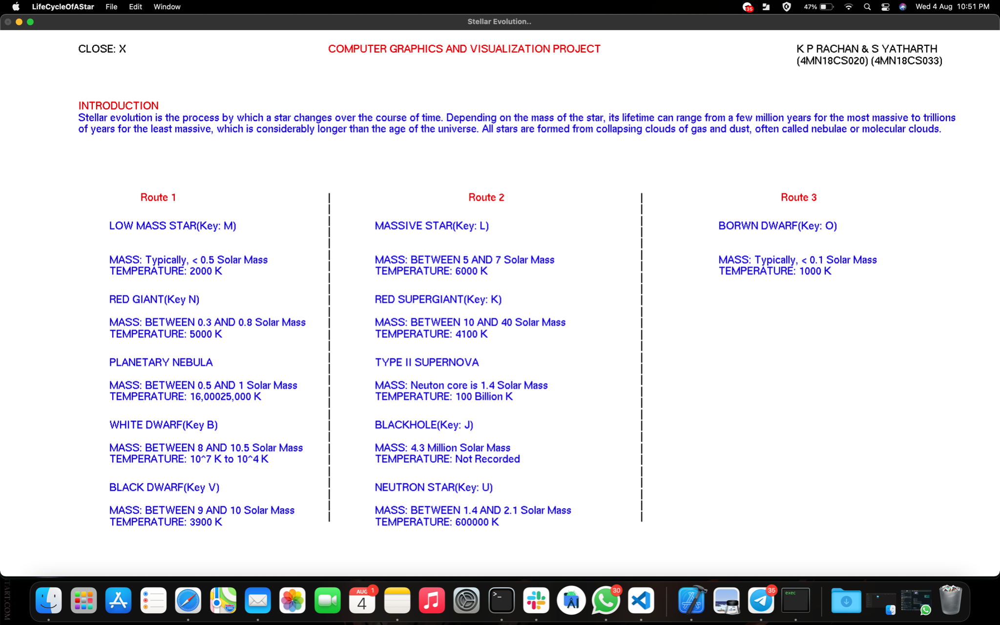 LifeCycleOfAStar File Edit Window 35 47% Wed 4 Aug 10:51 PM
Stellar Evolution..
CLOSE: X
COMPUTER GRAPHICS AND VISUALIZATION PROJECT
K P RACHAN & S YATHARTH
(4MN18CS020) (4MN18CS033)
INTRODUCTION
Stellar evolution is the process by which a star changes over the course of time. Depending on the mass of the star, its lifetime can range from a few million years for the most massive to trillions
of years for the least massive, which is considerably longer than the age of the universe. All stars are formed from collapsing clouds of gas and dust, often called nebulae or molecular clouds.
Route 1
LOW MASS STAR(Key: M)
MASS: Typically, < 0.5 Solar Mass
TEMPERATURE: 2000 K
RED GIANT(Key N)
MASS: BETWEEN 0.3 AND 0.8 Solar Mass
TEMPERATURE: 5000 K
PLANETARY NEBULA
MASS: BETWEEN 0.5 AND 1 Solar Mass
TEMPERATURE: 16,00025,000 K
WHITE DWARF(Key B)
MASS: BETWEEN 8 AND 10.5 Solar Mass
TEMPERATURE: 10^7 K to 10^4 K
BLACK DWARF(Key V)
MASS: BETWEEN 9 AND 10 Solar Mass
TEMPERATURE: 3900 K
Route 2
MASSIVE STAR(Key: L)
MASS: BETWEEN 5 AND 7 Solar Mass
TEMPERATURE: 6000 K
RED SUPERGIANT(Key: K)
MASS: BETWEEN 10 AND 40 Solar Mass
TEMPERATURE: 4100 K
TYPE II SUPERNOVA
MASS: Neuton core is 1.4 Solar Mass
TEMPERATURE: 100 Billion K
BLACKHOLE(Key: J)
MASS: 4.3 Million Solar Mass
TEMPERATURE: Not Recorded
NEUTRON STAR(Key: U)
MASS: BETWEEN 1.4 AND 2.1 Solar Mass
TEMPERATURE: 600000 K
Route 3
BORWN DWARF(Key: O)
MASS: Typically, < 0.1 Solar Mass
TEMPERATURE: 1000 K
TART.COM
280
AUG 1
4
>_
30
35
exec